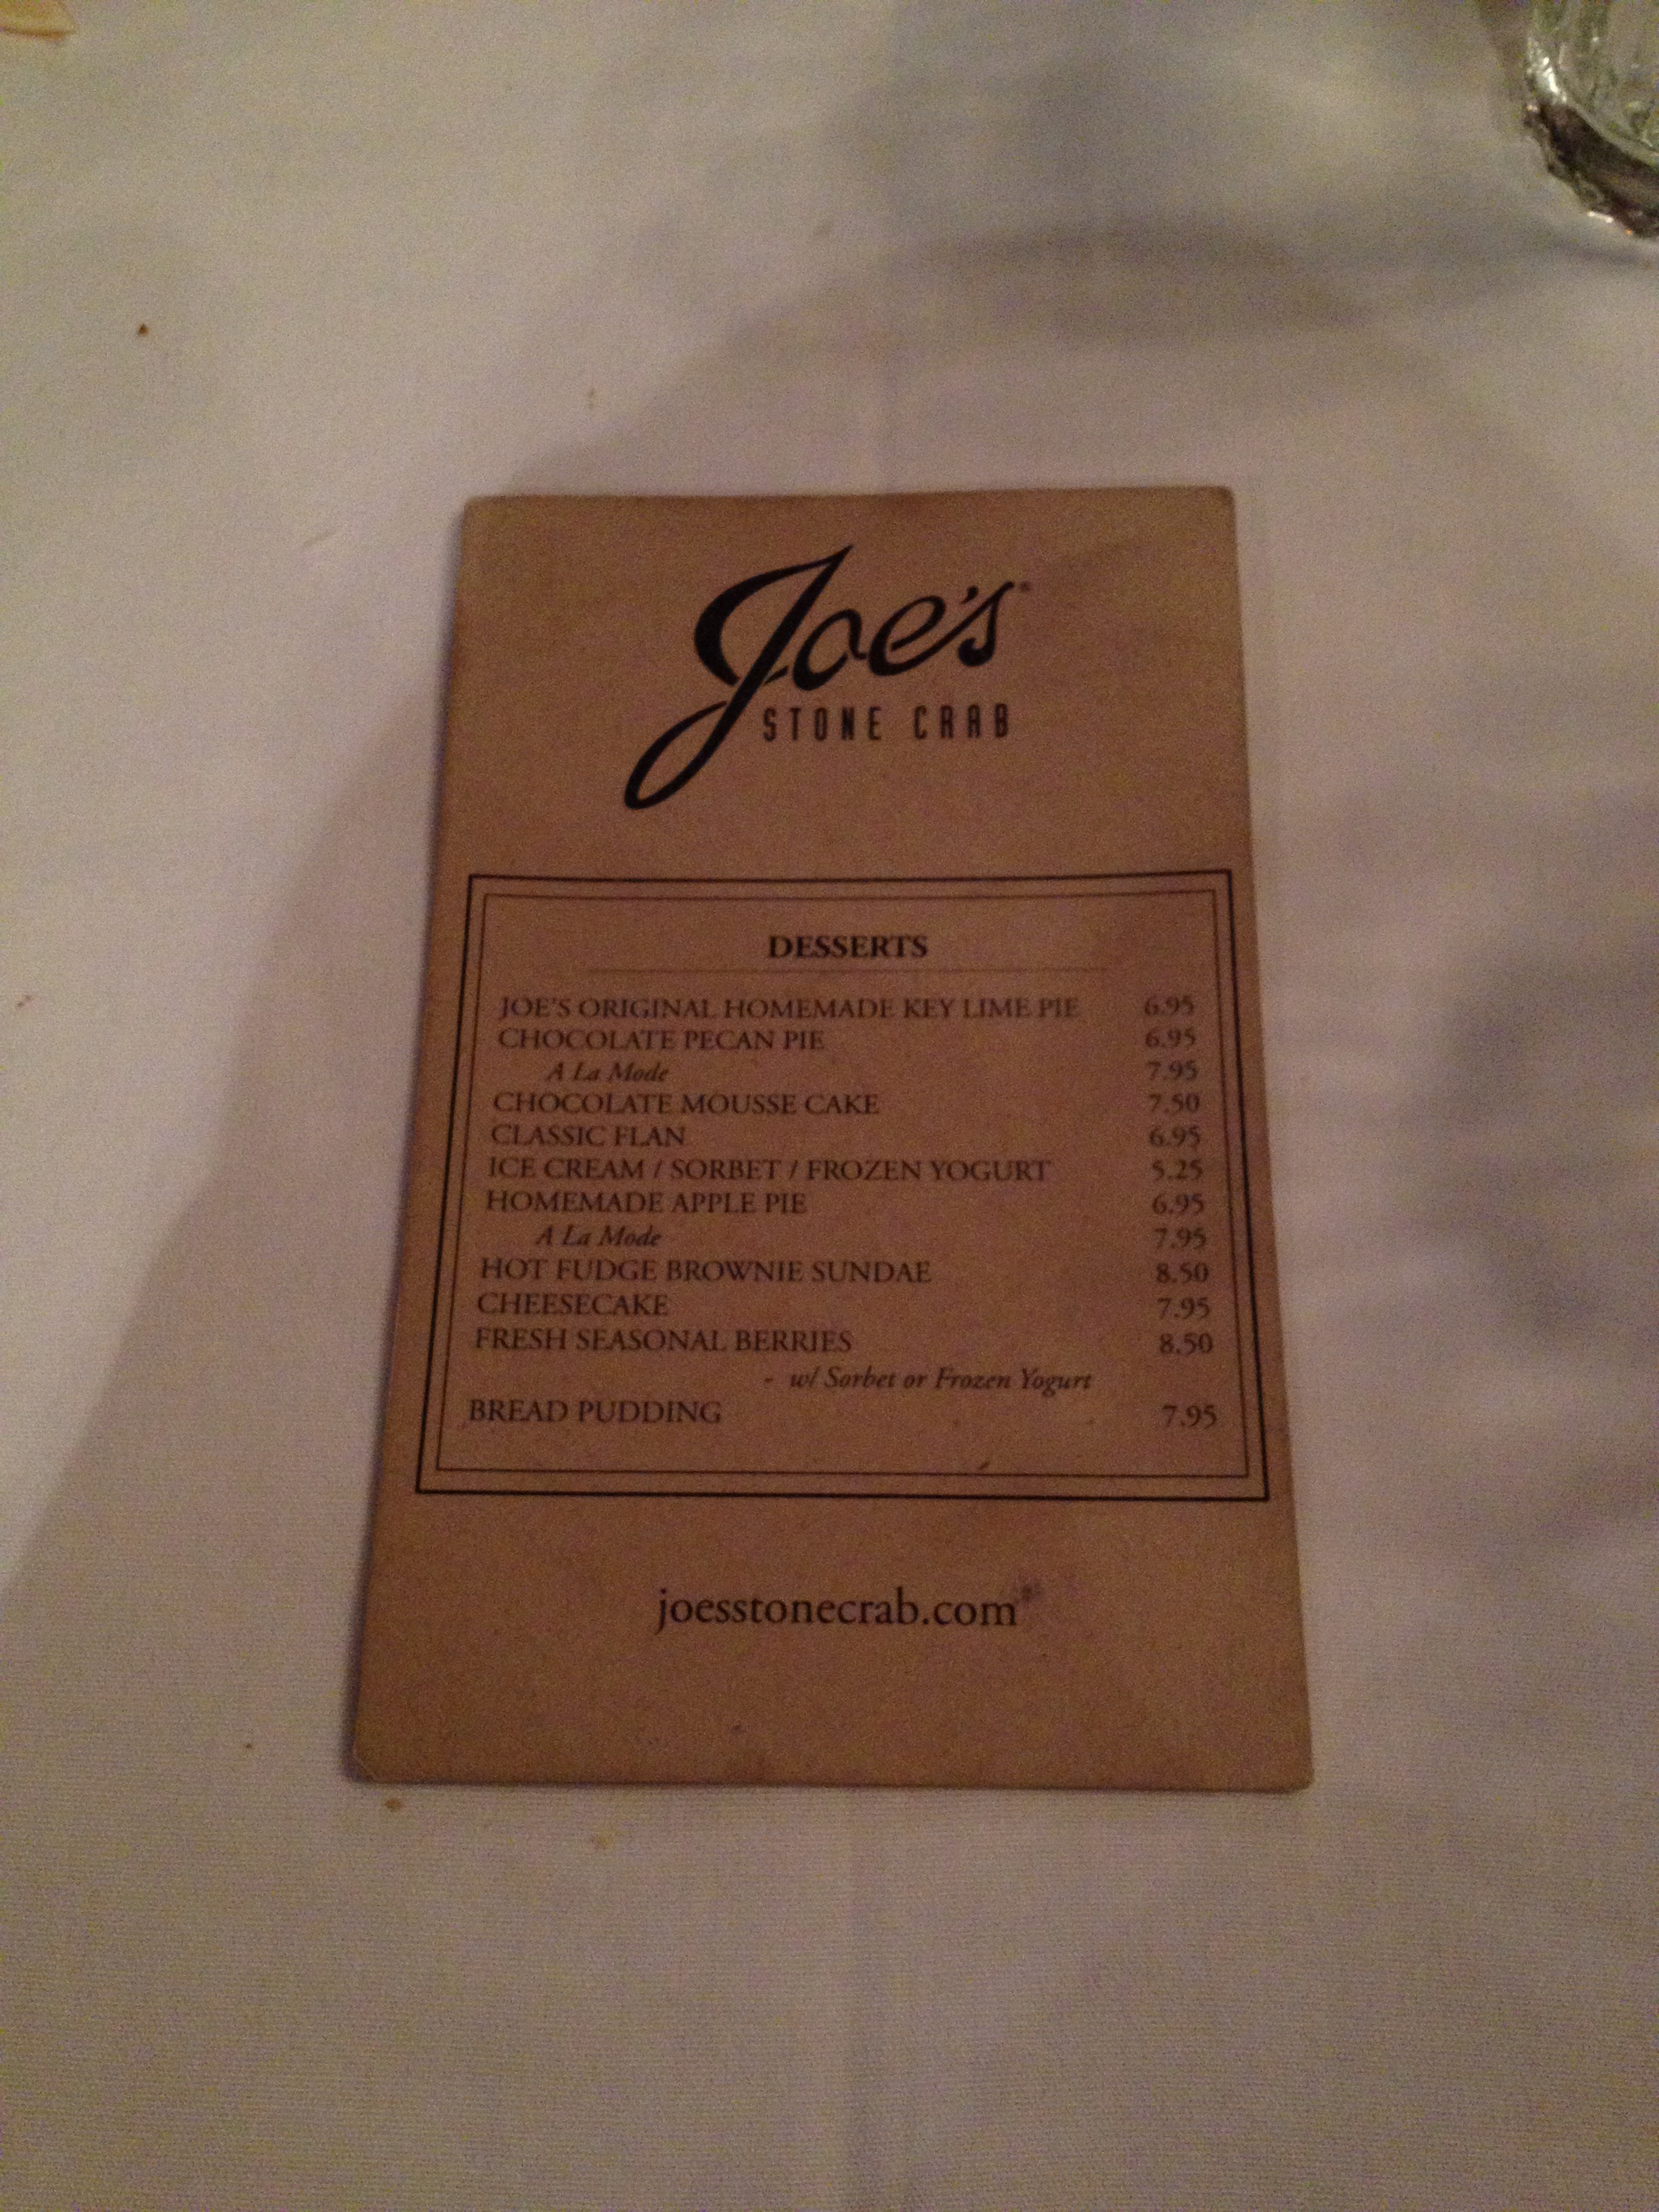 Joe's
STONE CRAB
DESSERTS
JOE'S ORIGINAL HOMEMADE KEY LIME PIE 6.95
CHOCOLATE PECAN PIE 6.95
A La Mode 7.95
CHOCOLATE MOUSSE CAKE 7.50
CLASSIC FLAN 6.95
ICE CREAM / SORBET / FROZEN YOGURT 5.25
HOMEMADE APPLE PIE 6.95
A La Mode 7.95
HOT FUDGE BROWNIE SUNDAE 8.50
CHEESECAKE 7.95
FRESH SEASONAL BERRIES 8.50
- w/ Sorbet or Frozen Yogurt
BREAD PUDDING 7.95
joesstonecrab.com®